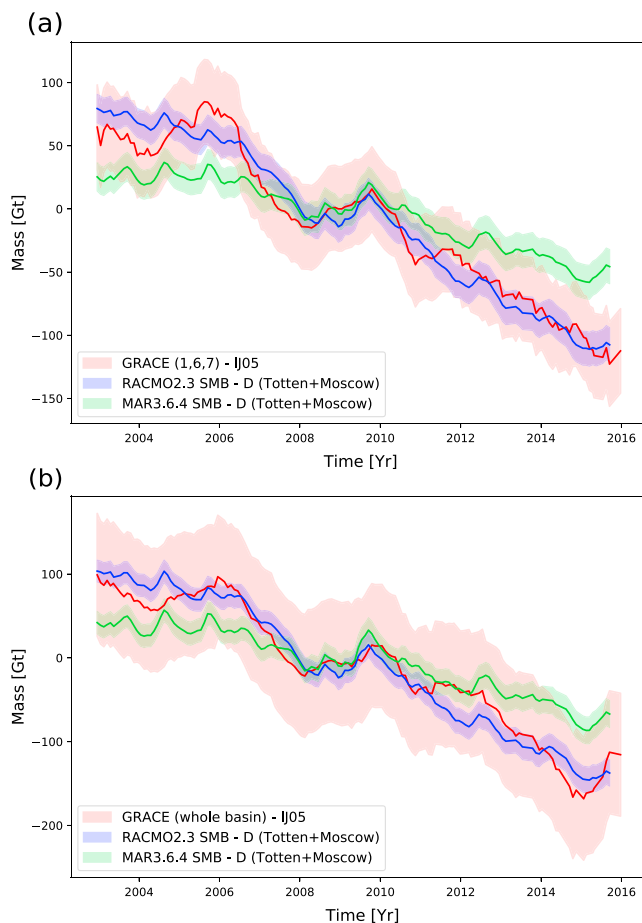 (a)
100
50
0
−50
−100
−150
Mass [Gt]
GRACE (1,6,7) - IJ05
RACMO2.3 SMB - D (Totten+Moscow)
MAR3.6.4 SMB - D (Totten+Moscow)
2004 2006 2008 2010 2012 2014 2016
Time [Yr]
(b)
100
0
−100
−200
Mass [Gt]
GRACE (whole basin) - IJ05
RACMO2.3 SMB - D (Totten+Moscow)
MAR3.6.4 SMB - D (Totten+Moscow)
2004 2006 2008 2010 2012 2014 2016
Time [Yr]